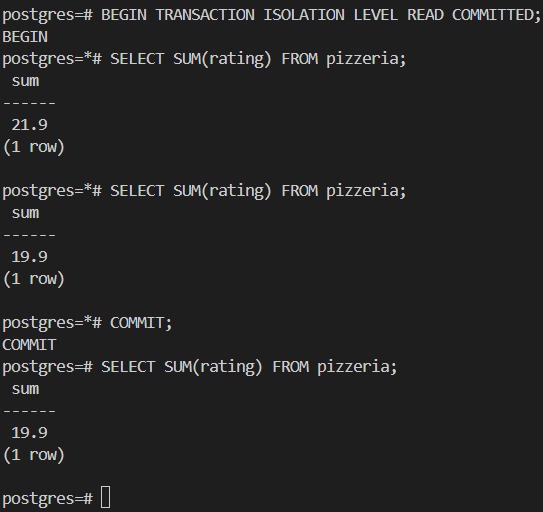 postgres=# BEGIN TRANSACTION ISOLATION LEVEL READ COMMITTED;
BEGIN
postgres=*# SELECT SUM(rating) FROM pizzeria;
 sum
------
 21.9
(1 row)

postgres=*# SELECT SUM(rating) FROM pizzeria;
 sum
------
 19.9
(1 row)

postgres=*# COMMIT;
COMMIT
postgres=# SELECT SUM(rating) FROM pizzeria;
 sum
------
 19.9
(1 row)

postgres=#